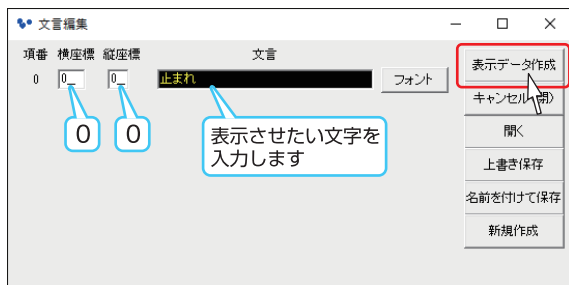 文言編集
項番 横座標 縦座標 文言
0 0_ 0_ 止まれ フォント
0 0 表示させたい文字を
入力します
表示データ作成
キャンセル(閉)
開く
上書き保存
名前を付けて保存
新規作成